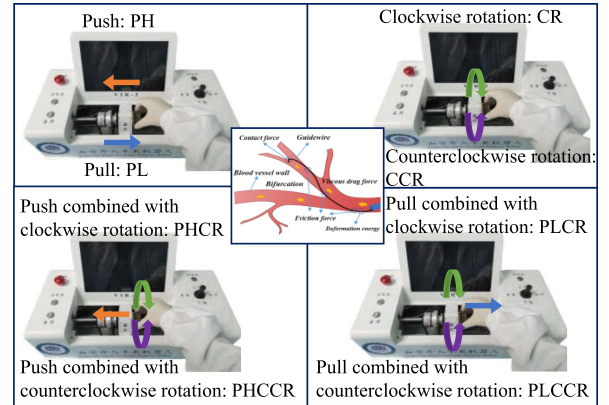 Push: PH
VIR-3
Pull: PL
Clockwise rotation: CR
Counterclockwise rotation:
CCR
Contact force
Guidewire
Blood vessel wall
Viscous drag force
Bifurcation
Friction force
Deformation energy
Push combined with
clockwise rotation: PHCR
Push combined with
counterclockwise rotation: PHCCR
Pull combined with
clockwise rotation: PLCR
Pull combined with
counterclockwise rotation: PLCCR